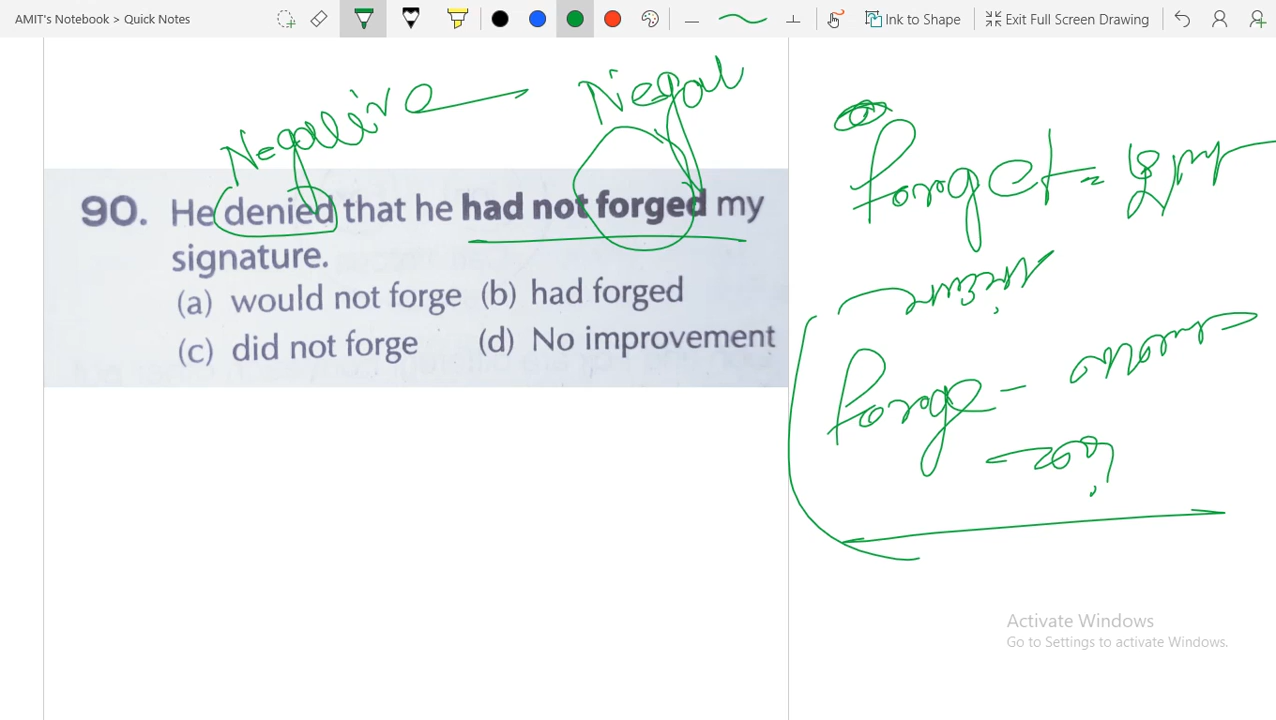 AMIT's Notebook > Quick Notes
Ink to Shape
Exit Full Screen Drawing
Negative
Negat
90. He denied that he had not forged my
signature.
(a) would not forge (b) had forged
(c) did not forge (d) No improvement
forget =
forge -
Activate Windows
Go to Settings to activate Windows.